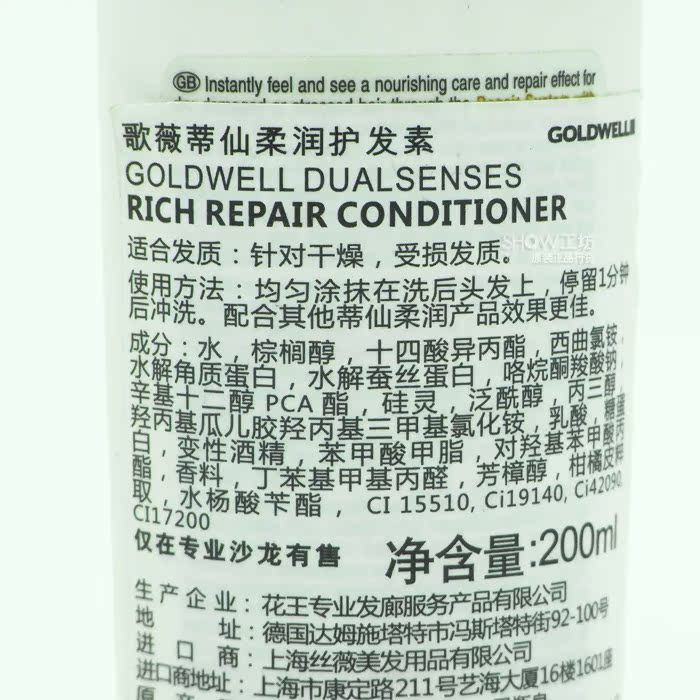 GB Instantly feel and see a nourishing care and repair effort for
歌薇蒂仙柔润护发素 GOLDWELL
GOLDWELL DUALSENSES
RICH REPAIR CONDITIONER
SHOW工坊
适合发质：针对干燥，受损发质。
使用方法：均匀涂抹在洗后头发上，停留1分钟
后冲洗。配合其他蒂仙柔润产品效果更佳。
成分：水，棕榈醇，十四酸异丙酯，西曲氯铵，
水解角质蛋白，水解蚕丝蛋白，咯烷酮羧酸钠，
辛基十二醇 PCA 酯，硅灵，泛酰醇，丙三醇，
羟丙基瓜儿胶羟丙基三甲基氯化铵，乳酸，糖蛋
白，变性酒精，苯甲酸甲脂，对羟基苯甲酸丙
酯，香料，丁苯基甲基丙醛，芳樟醇，柑橘皮粹
取，水杨酸苄酯， CI 15510, Ci19140, Ci42090,
CI17200
仅在专业沙龙有售 净含量:200ml
生产企业：花王专业发廊服务产品有限公司
地址：德国达姆施塔特市冯斯塔特街92-100号
进口商：上海丝薇美发用品有限公司
进口商地址：上海市康定路211号艺海大厦16楼1601座